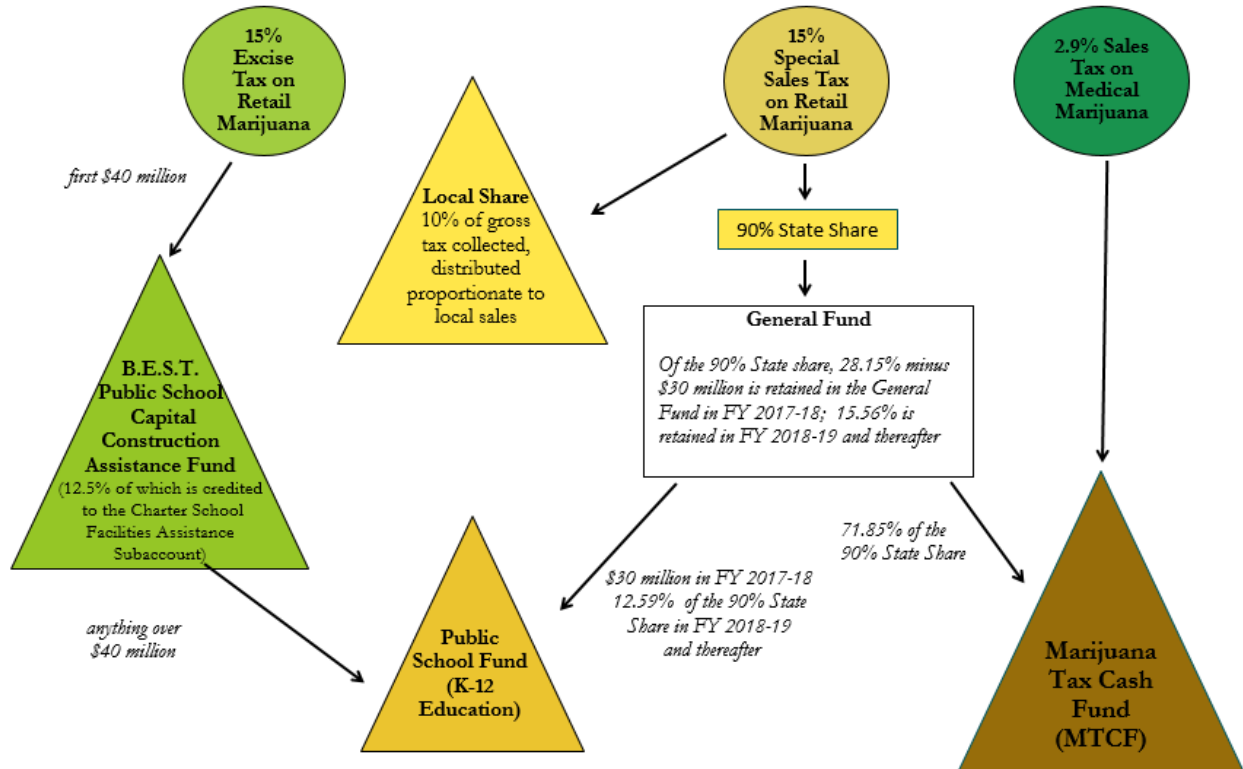 15%
Excise
Tax on
Retail
Marijuana
15%
Special
Sales Tax
on Retail
Marijuana
2.9% Sales
Tax on
Medical
Marijuana
first $40 million
Local Share
10% of gross
tax collected,
distributed
proportionate to
local sales
90% State Share
General Fund
Of the 90% State share, 28.15% minus
$30 million is retained in the General
Fund in FY 2017-18; 15.56% is
retained in FY 2018-19 and thereafter
B.E.S.T.
Public School
Capital
Construction
Assistance Fund
(12.5% of which is credited
to the Charter School
Facilities Assistance
Subaccount)
71.85% of the
90% State Share
$30 million in FY 2017-18
12.59% of the 90% State
Share in FY 2018-19
and thereafter
anything over
$40 million
Public
School Fund
(K-12
Education)
Marijuana
Tax Cash
Fund
(MTCF)